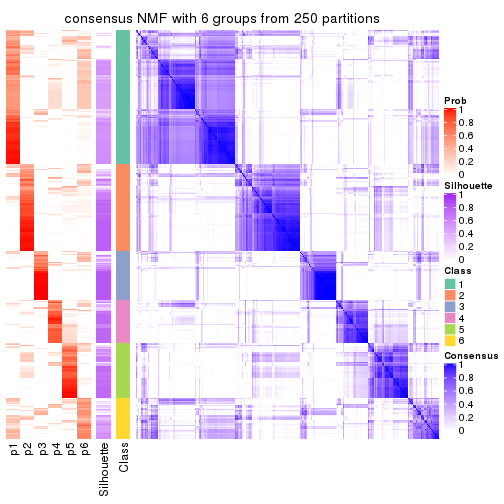 consensus NMF with 6 groups from 250 partitions
Prob
1
0.8
0.6
0.4
0.2
0
Silhouette
1
0.8
0.6
0.4
0.2
0
Class
1
2
3
4
5
6
Consensus
1
0.8
0.6
0.4
0.2
0
p1
p2
p3
p4
p5
p6
Silhouette
Class